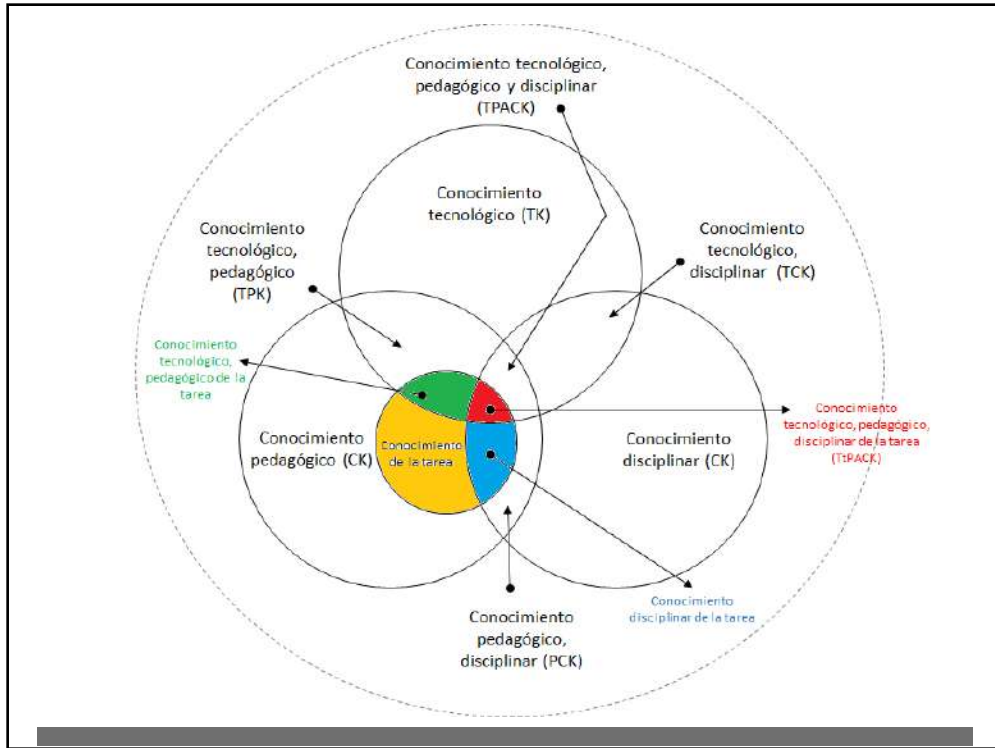 Conocimiento tecnológico,
pedagógico y disciplinar
(TPACK)
Conocimiento
tecnológico (TK)
Conocimiento
tecnológico,
pedagógico
(TPK)
Conocimiento
tecnológico,
disciplinar (TCK)
Conocimiento
tecnológico,
pedagógico de la
tarea
Conocimiento
pedagógico (CK)
Conocimiento
de la tarea
Conocimiento
disciplinar (CK)
Conocimiento
tecnológico, pedagógico,
disciplinar de la tarea
(TtPACK)
Conocimiento
disciplinar de la tarea
Conocimiento
pedagógico,
disciplinar (PCK)